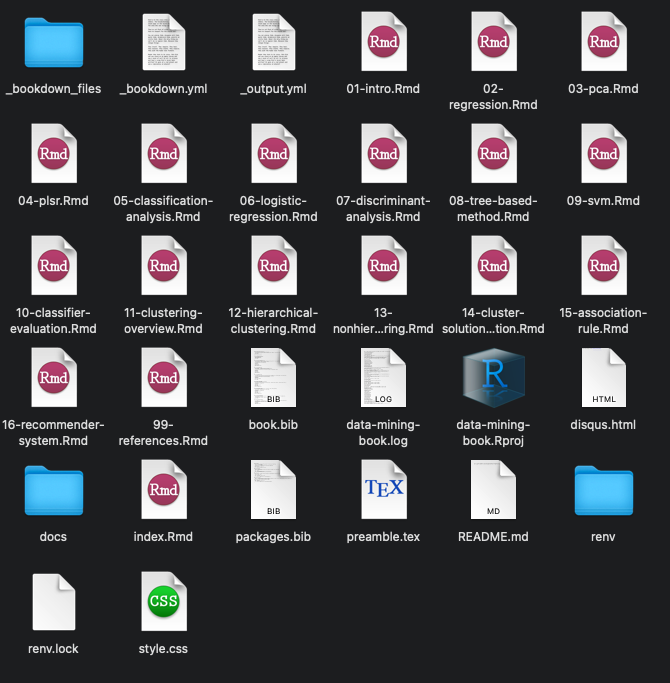 Rmd Rmd Rmd
_bookdown_files _bookdown.yml _output.yml 01-intro.Rmd 02-regression.Rmd 03-pca.Rmd
Rmd Rmd Rmd Rmd Rmd Rmd
04-plsr.Rmd 05-classification-analysis.Rmd 06-logistic-regression.Rmd 07-discriminant-analysis.Rmd 08-tree-based-method.Rmd 09-svm.Rmd
Rmd Rmd Rmd Rmd Rmd Rmd
10-classifier-evaluation.Rmd 11-clustering-overview.Rmd 12-hierarchical-clustering.Rmd 13-nonhier...ring.Rmd 14-cluster-solution...tion.Rmd 15-association-rule.Rmd
Rmd Rmd BIB LOG R HTML
16-recommender-system.Rmd 99-references.Rmd book.bib data-mining-book.log data-mining-book.Rproj disqus.html
Rmd BIB TEX MD
docs index.Rmd packages.bib preamble.tex README.md renv
CSS
renv.lock style.css